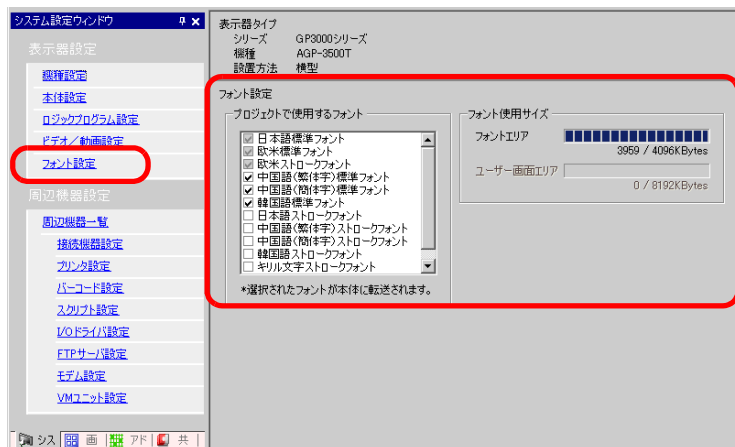 システム設定ウィンドウ
表示器設定
機種設定
本体設定
ロジックプログラム設定
ビデオ／動画設定
フォント設定
周辺機器設定
周辺機器一覧
接続機器設定
プリンタ設定
バーコード設定
スクリプト設定
I/Oドライバ設定
FTPサーバ設定
モデム設定
VMユニット設定
シス
画
アド
共
表示器タイプ
シリーズ GP3000シリーズ
機種 AGP-3500T
設置方法 横型
フォント設定
プロジェクトで使用するフォント
日本語標準フォント
欧米標準フォント
欧米ストロークフォント
中国語(繁体字)標準フォント
中国語(簡体字)標準フォント
韓国語標準フォント
日本語ストロークフォント
中国語(繁体字)ストロークフォント
中国語(簡体字)ストロークフォント
韓国語ストロークフォント
キリル文字ストロークフォント
*選択されたフォントが本体に転送されます。
フォント使用サイズ
フォントエリア
3959 / 4096KBytes
ユーザー画面エリア
0 / 8192KBytes